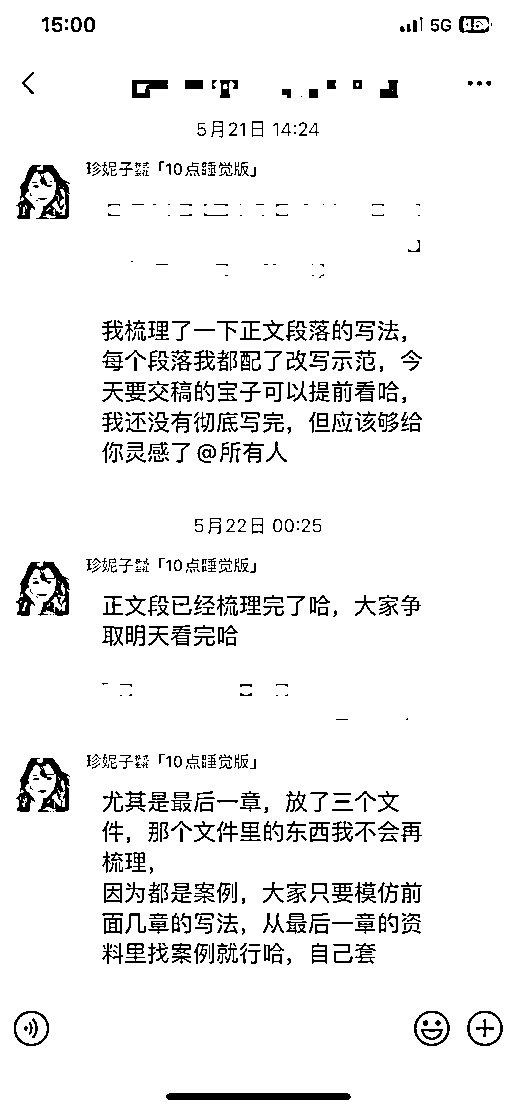 15:00
5G
5月21日 14:24
珍妮子 「10点睡觉版」
我梳理了一下正文段落的写法，
每个段落我都配了改写示范，今
天要交稿的宝子可以提前看哈，
我还没有彻底写完，但应该够给
你灵感了 @所有人
5月22日 00:25
珍妮子 「10点睡觉版」
正文段已经梳理完了哈，大家争
取明天看完哈
珍妮子 「10点睡觉版」
尤其是最后一章，放了三个文
件，那个文件里的东西我不会再
梳理，
因为都是案例，大家只要模仿前
面几章的写法，从最后一章的资
料里找案例就行哈，自己套